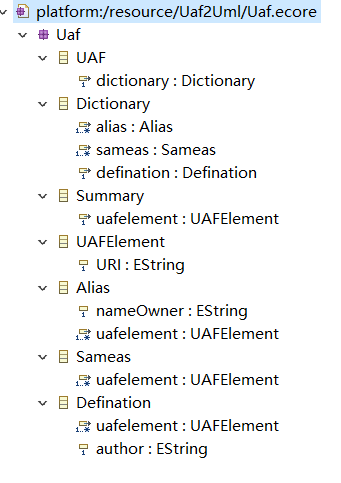 platform:/resource/Uaf2Uml/Uaf.ecore
Uaf
UAF
dictionary : Dictionary
Dictionary
alias : Alias
sameas : Sameas
defination : Defination
Summary
uafelement : UAFElement
UAFElement
URI : EString
Alias
nameOwner : EString
uafelement : UAFElement
Sameas
uafelement : UAFElement
Defination
uafelement : UAFElement
author : EString